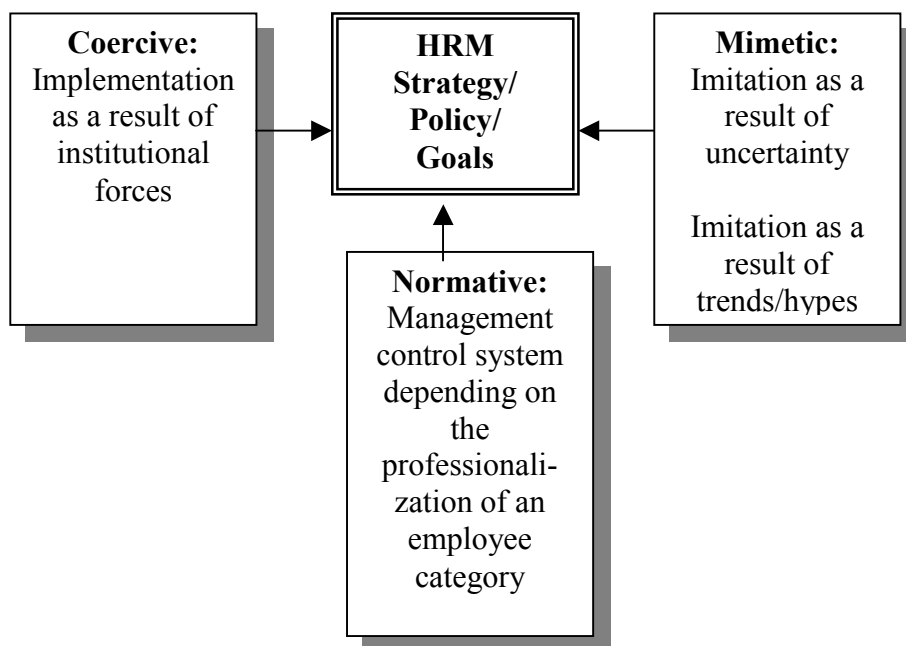 Coercive:
Implementation
as a result of
institutional
forces
HRM
Strategy/
Policy/
Goals
Mimetic:
Imitation as a
result of
uncertainty
Imitation as a
result of
trends/hypes
Normative:
Management
control system
depending on
the
professionali-
zation of an
employee
category